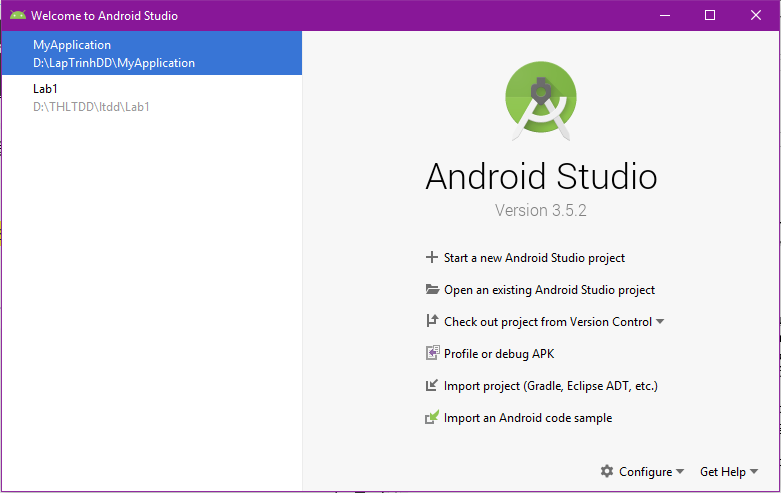 Welcome to Android Studio
MyApplication
D:\LapTrinhDD\MyApplication
Lab1
D:\THLTDD\ltdd\Lab1
Android Studio
Version 3.5.2
Start a new Android Studio project
Open an existing Android Studio project
Check out project from Version Control
Profile or debug APK
Import project (Gradle, Eclipse ADT, etc.)
Import an Android code sample
Configure
Get Help